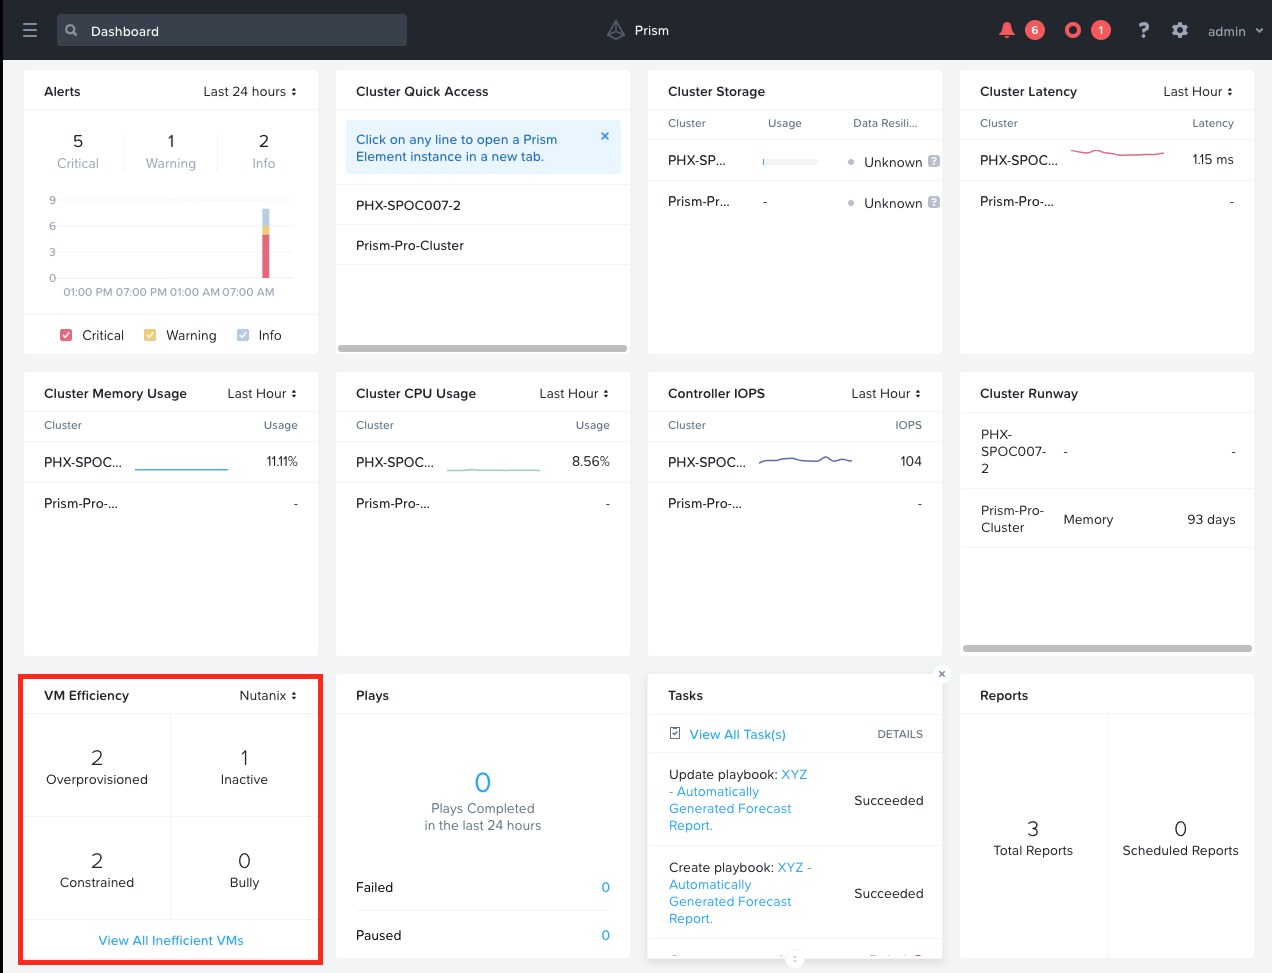 Dashboard
Prism
6
1
?
admin
Alerts
Last 24 hours
5
Critical
1
Warning
2
Info
9
6
3
0
01:00 PM 07:00 PM 01:00 AM 07:00 AM
Critical
Warning
Info
Cluster Quick Access
Click on any line to open a Prism
Element instance in a new tab.
PHX-SPOC007-2
Prism-Pro-Cluster
Cluster Storage
Cluster Usage Data Resili...
PHX-SP... Unknown ?
Prism-Pr... - Unknown ?
Cluster Latency
Last Hour
Cluster Latency
PHX-SPOC... 1.15 ms
Prism-Pro-... -
Cluster Memory Usage
Last Hour
Cluster Usage
PHX-SPOC... 11.11%
Prism-Pro-... -
Cluster CPU Usage
Last Hour
Cluster Usage
PHX-SPOC... 8.56%
Prism-Pro-... -
Controller IOPS
Last Hour
Cluster IOPS
PHX-SPOC... 104
Prism-Pro-... -
Cluster Runway
PHX-
SPOC007- - -
2
Prism-Pro-
Cluster
Memory
93 days
VM Efficiency
Nutanix
2
Overprovisioned
1
Inactive
2
Constrained
0
Bully
View All Inefficient VMs
Plays
0
Plays Completed
in the last 24 hours
Failed 0
Paused 0
Tasks
View All Task(s) DETAILS
Update playbook: XYZ
- Automatically
Generated Forecast
Report.
Succeeded
Create playbook: XYZ -
Automatically
Generated Forecast
Report.
Succeeded
Reports
3
Total Reports
0
Scheduled Reports